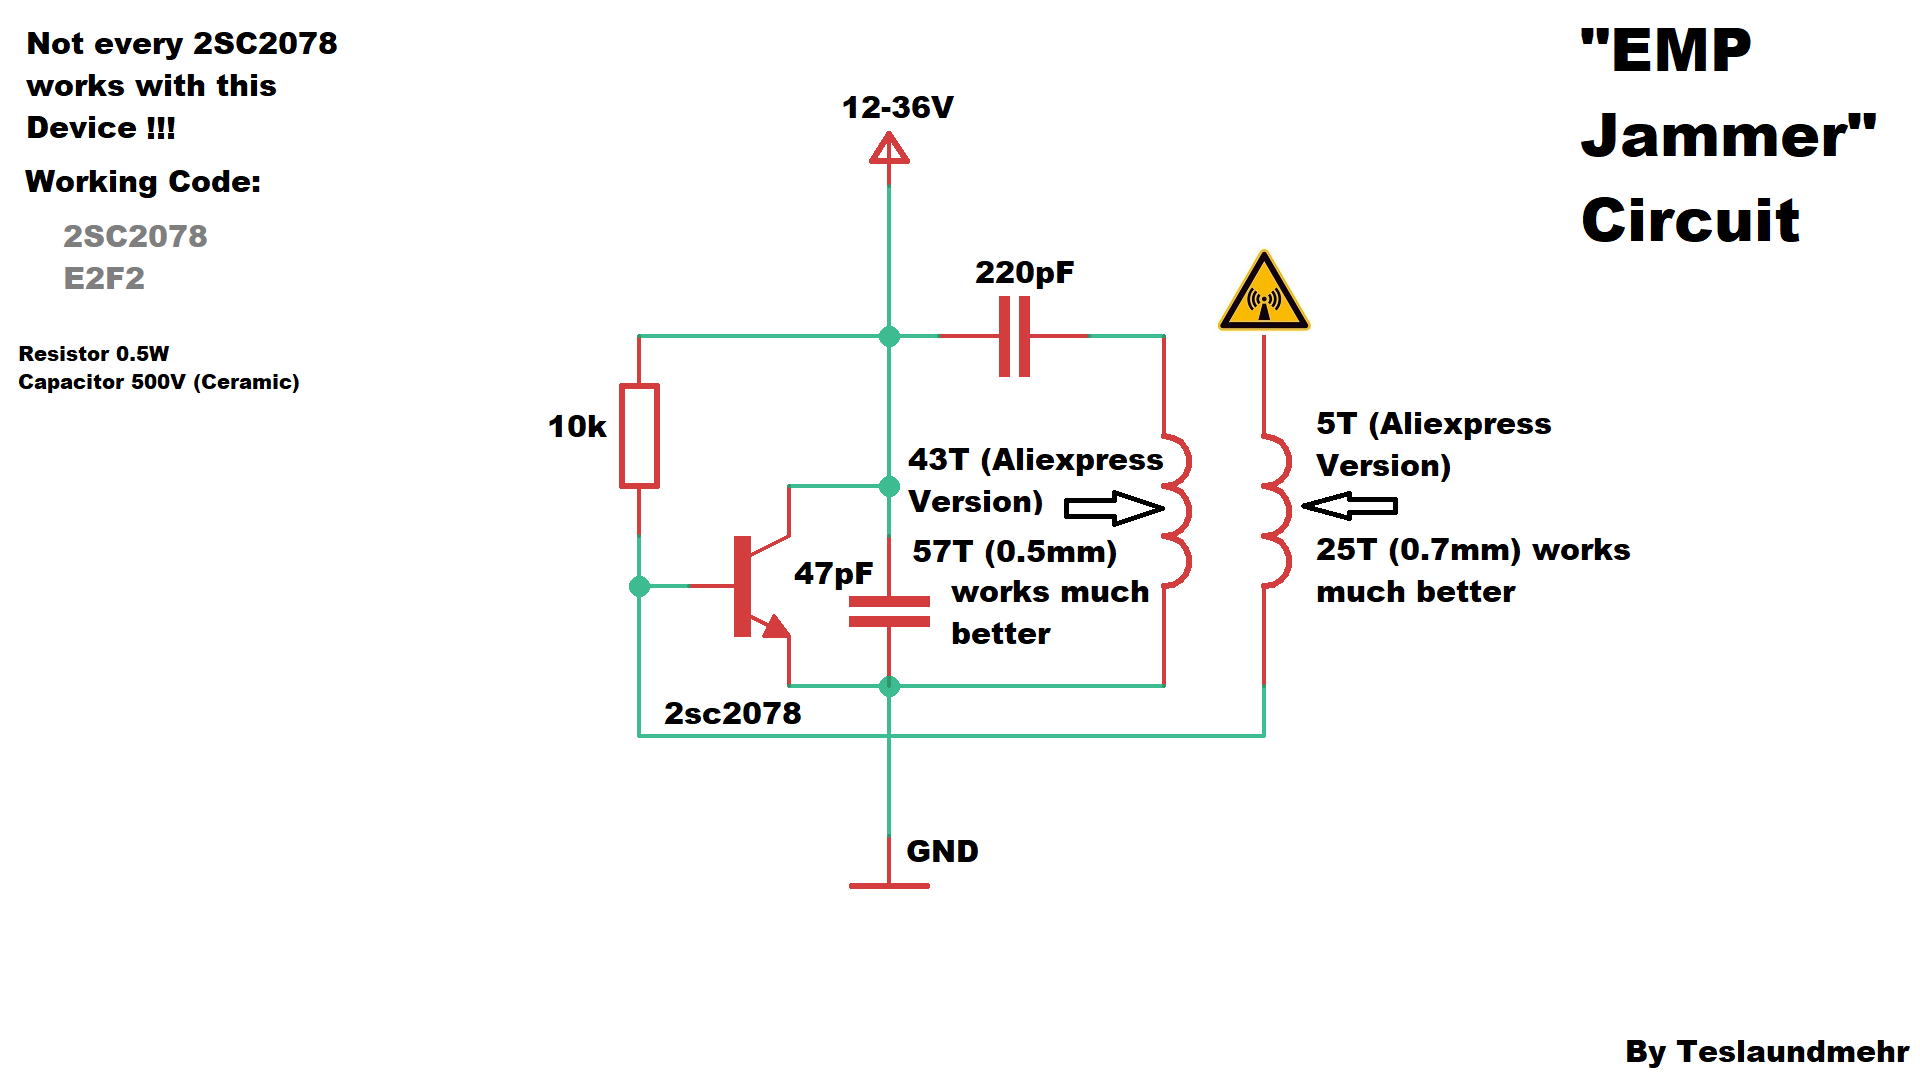 Not every 2SC2078
works with this
Device !!!
Working Code:
2SC2078
E2F2
Resistor 0.5W
Capacitor 500V (Ceramic)
"EMP
Jammer"
Circuit
12-36V
220pF
10k
43T (Aliexpress
Version)
57T (0.5mm)
works much
better
5T (Aliexpress
Version)
25T (0.7mm) works
much better
47pF
2sc2078
GND
By Teslaundmehr